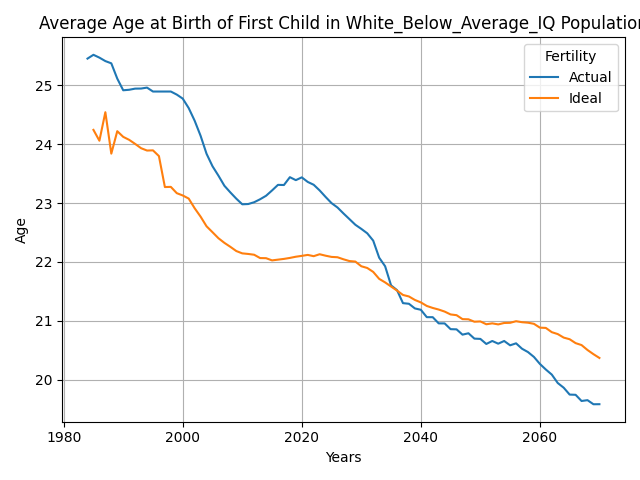 Average Age at Birth of First Child in White_Below_Average_IQ Population
Fertility
Actual
Ideal
25
24
23
22
21
20
Age
1980
2000
2020
2040
2060
Years